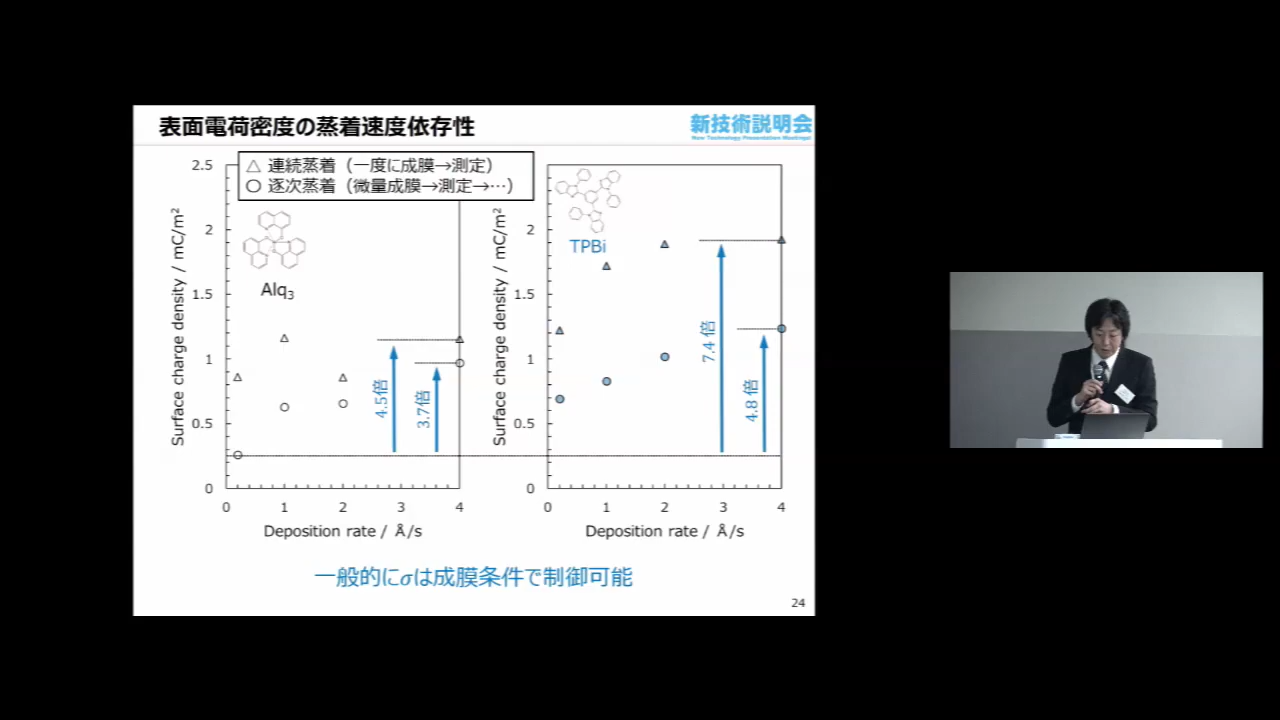 表面電荷密度の蒸着速度依存性
新技術説明会
New Technology Presentation Meetings!
△ 連続蒸着（一度に成膜→測定）
○ 逐次蒸着（微量成膜→測定→…）
Surface charge density / mC/m²
2.5
2
1.5
1
0.5
0
0 1 2 3 4
Deposition rate / Å/s
Alq₃
4.5倍
3.7倍
Surface charge density / mC/m²
2
1.5
1
0.5
0
0 1 2 3 4
Deposition rate / Å/s
TPBi
7.4 倍
4.8 倍
一般的にσは成膜条件で制御可能
24